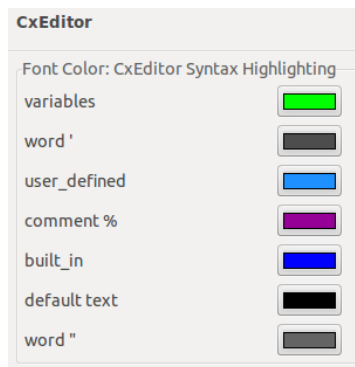 CxEditor
Font Color: CxEditor Syntax Highlighting
variables
word '
user_defined
comment %
built_in
default text
word "